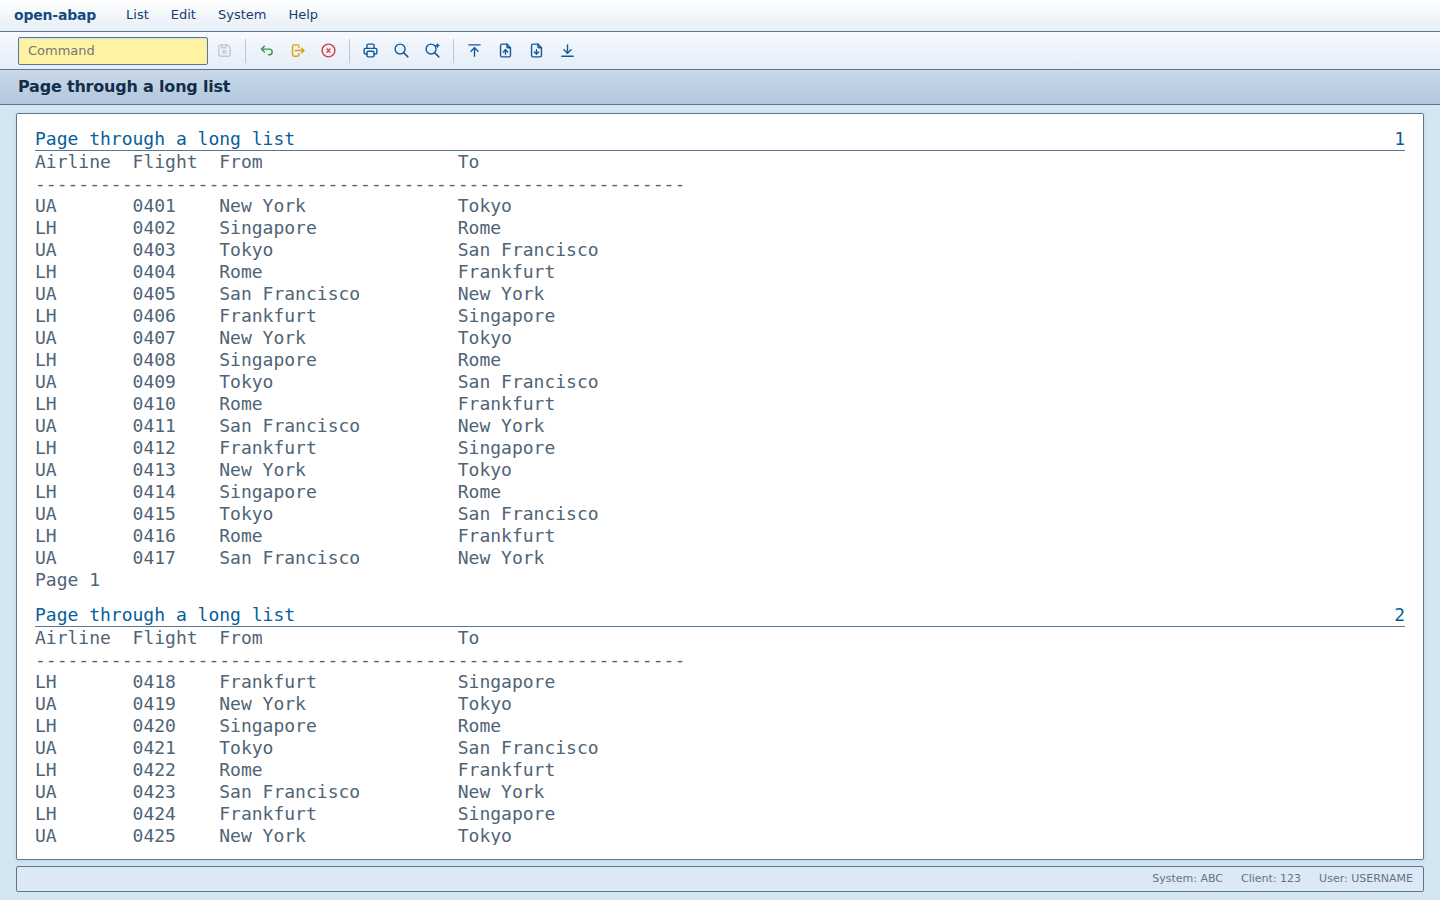 open-abap List Edit System Help
Command
Page through a long list
Page through a long list 1
Airline Flight From To
------------------------------------------------------------
UA 0401 New York Tokyo
LH 0402 Singapore Rome
UA 0403 Tokyo San Francisco
LH 0404 Rome Frankfurt
UA 0405 San Francisco New York
LH 0406 Frankfurt Singapore
UA 0407 New York Tokyo
LH 0408 Singapore Rome
UA 0409 Tokyo San Francisco
LH 0410 Rome Frankfurt
UA 0411 San Francisco New York
LH 0412 Frankfurt Singapore
UA 0413 New York Tokyo
LH 0414 Singapore Rome
UA 0415 Tokyo San Francisco
LH 0416 Rome Frankfurt
UA 0417 San Francisco New York
Page 1
Page through a long list 2
Airline Flight From To
------------------------------------------------------------
LH 0418 Frankfurt Singapore
UA 0419 New York Tokyo
LH 0420 Singapore Rome
UA 0421 Tokyo San Francisco
LH 0422 Rome Frankfurt
UA 0423 San Francisco New York
LH 0424 Frankfurt Singapore
UA 0425 New York Tokyo
System: ABC Client: 123 User: USERNAME